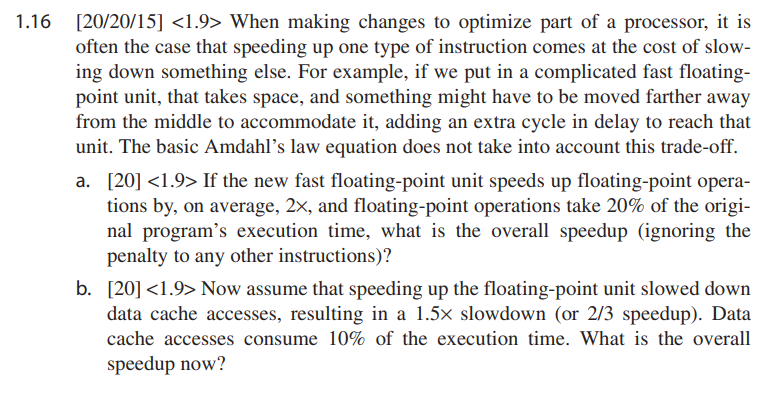 1.16 [20/20/15] <1.9> When making changes to optimize part of a processor, it is
often the case that speeding up one type of instruction comes at the cost of slow-
ing down something else. For example, if we put in a complicated fast floating-
point unit, that takes space, and something might have to be moved farther away
from the middle to accommodate it, adding an extra cycle in delay to reach that
unit. The basic Amdahl's law equation does not take into account this trade-off.
a. [20] <1.9> If the new fast floating-point unit speeds up floating-point opera-
tions by, on average, 2×, and floating-point operations take 20% of the origi-
nal program's execution time, what is the overall speedup (ignoring the
penalty to any other instructions)?
b. [20] <1.9> Now assume that speeding up the floating-point unit slowed down
data cache accesses, resulting in a 1.5× slowdown (or 2/3 speedup). Data
cache accesses consume 10% of the execution time. What is the overall
speedup now?